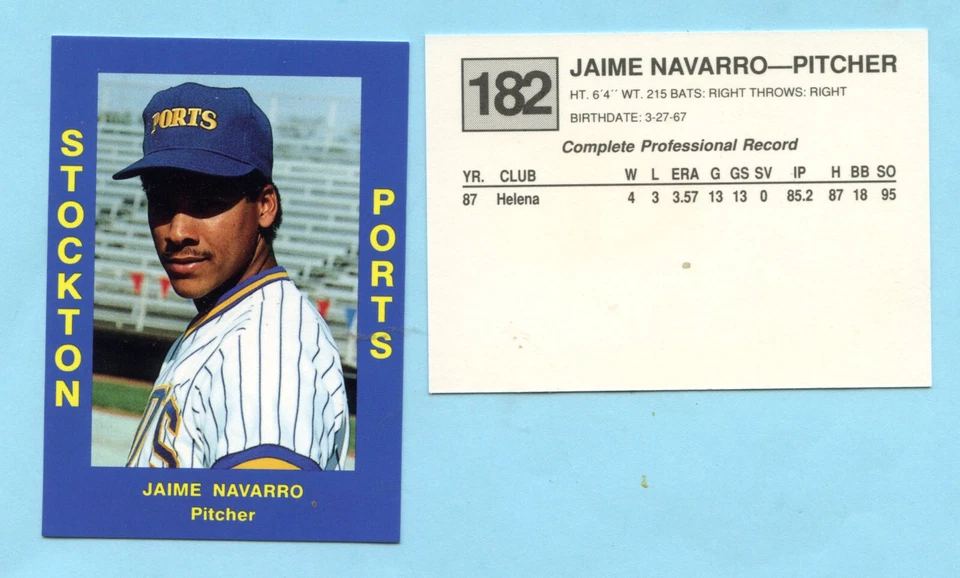 STOCKTON
PORTS
PORTS
JAIME NAVARRO
Pitcher
182
JAIME NAVARRO—PITCHER
HT. 6´4´´ WT. 215 BATS: RIGHT THROWS: RIGHT
BIRTHDATE: 3-27-67
Complete Professional Record
YR. CLUB W L ERA G GS SV IP H BB SO
87 Helena 4 3 3.57 13 13 0 85.2 87 18 95